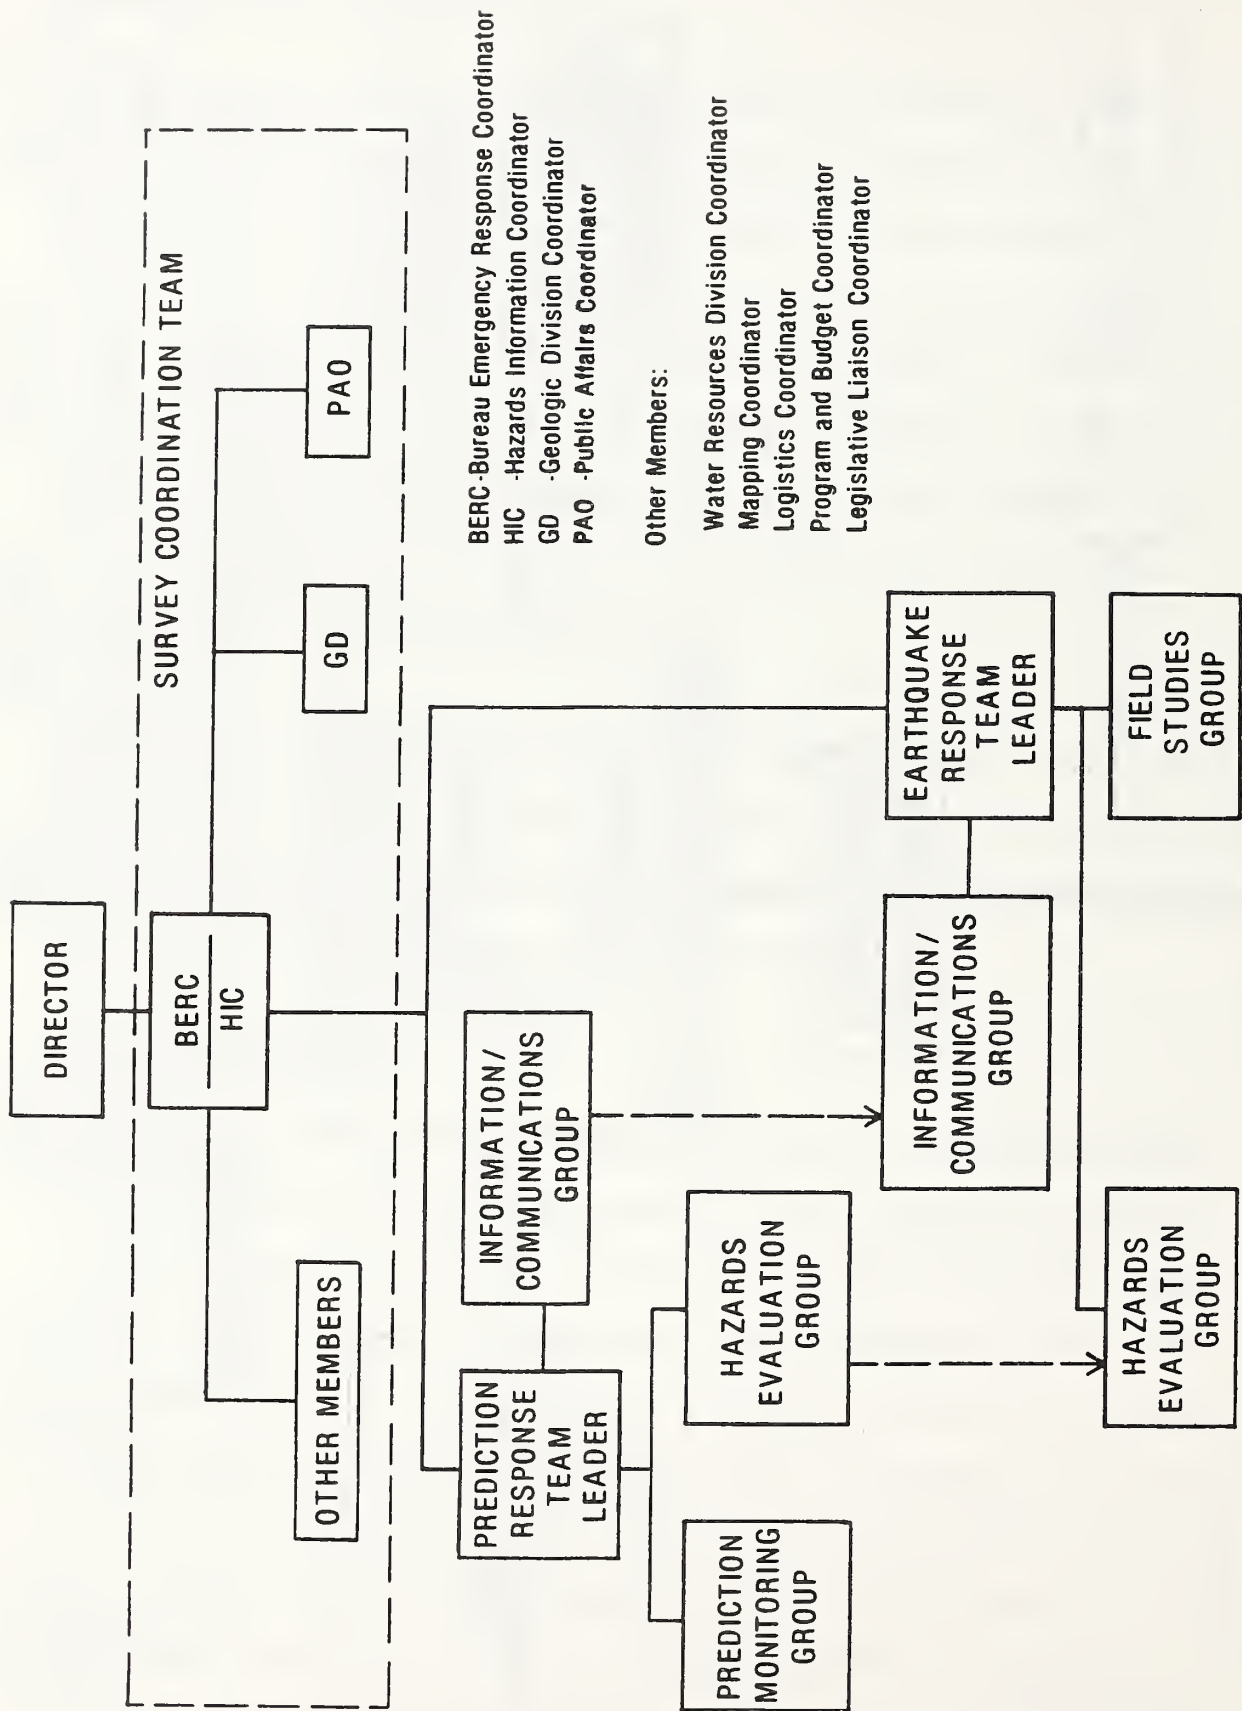 DIRECTOR
SURVEY COORDINATION TEAM
BERC
HIC
OTHER MEMBERS
GD
PAO
BERC-Bureau Emergency Response Coordinator
HIC -Hazards Information Coordinator
GD -Geologic Division Coordinator
PAO -Public Affairs Coordinator
Other Members:
Water Resources Division Coordinator
Mapping Coordinator
Logistics Coordinator
Program and Budget Coordinator
Legislative Liaison Coordinator
PREDICTION
RESPONSE
TEAM
LEADER
INFORMATION/
COMMUNICATIONS
GROUP
PREDICTION
MONITORING
GROUP
HAZARDS
EVALUATION
GROUP
EARTHQUAKE
RESPONSE
TEAM
LEADER
INFORMATION/
COMMUNICATIONS
GROUP
HAZARDS
EVALUATION
GROUP
FIELD
STUDIES
GROUP